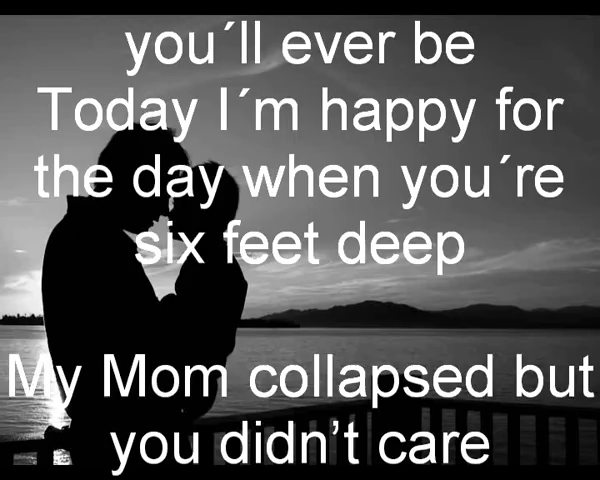 you´ll ever be
Today I´m happy for
the day when you´re
six feet deep
My Mom collapsed but
you didn’t care